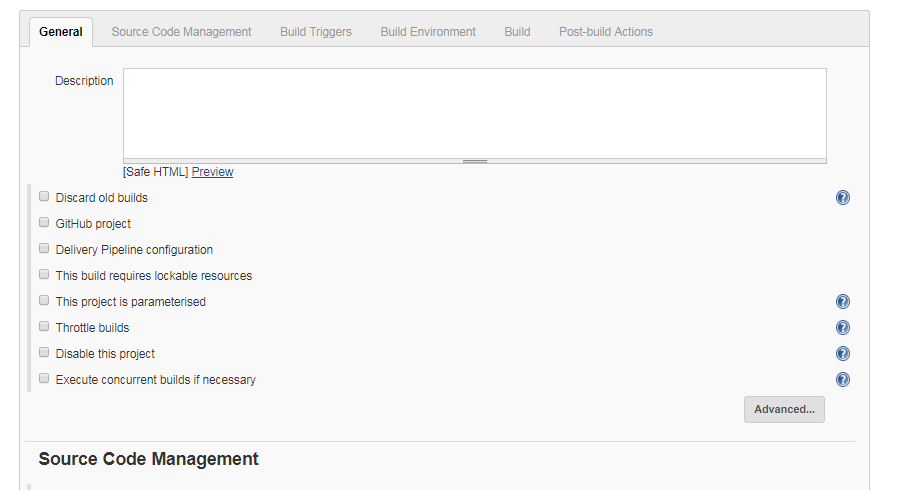 General Source Code Management Build Triggers Build Environment Build Post-build Actions
Description
[Safe HTML] Preview
Discard old builds
GitHub project
Delivery Pipeline configuration
This build requires lockable resources
This project is parameterised
Throttle builds
Disable this project
Execute concurrent builds if necessary
Advanced...
Source Code Management